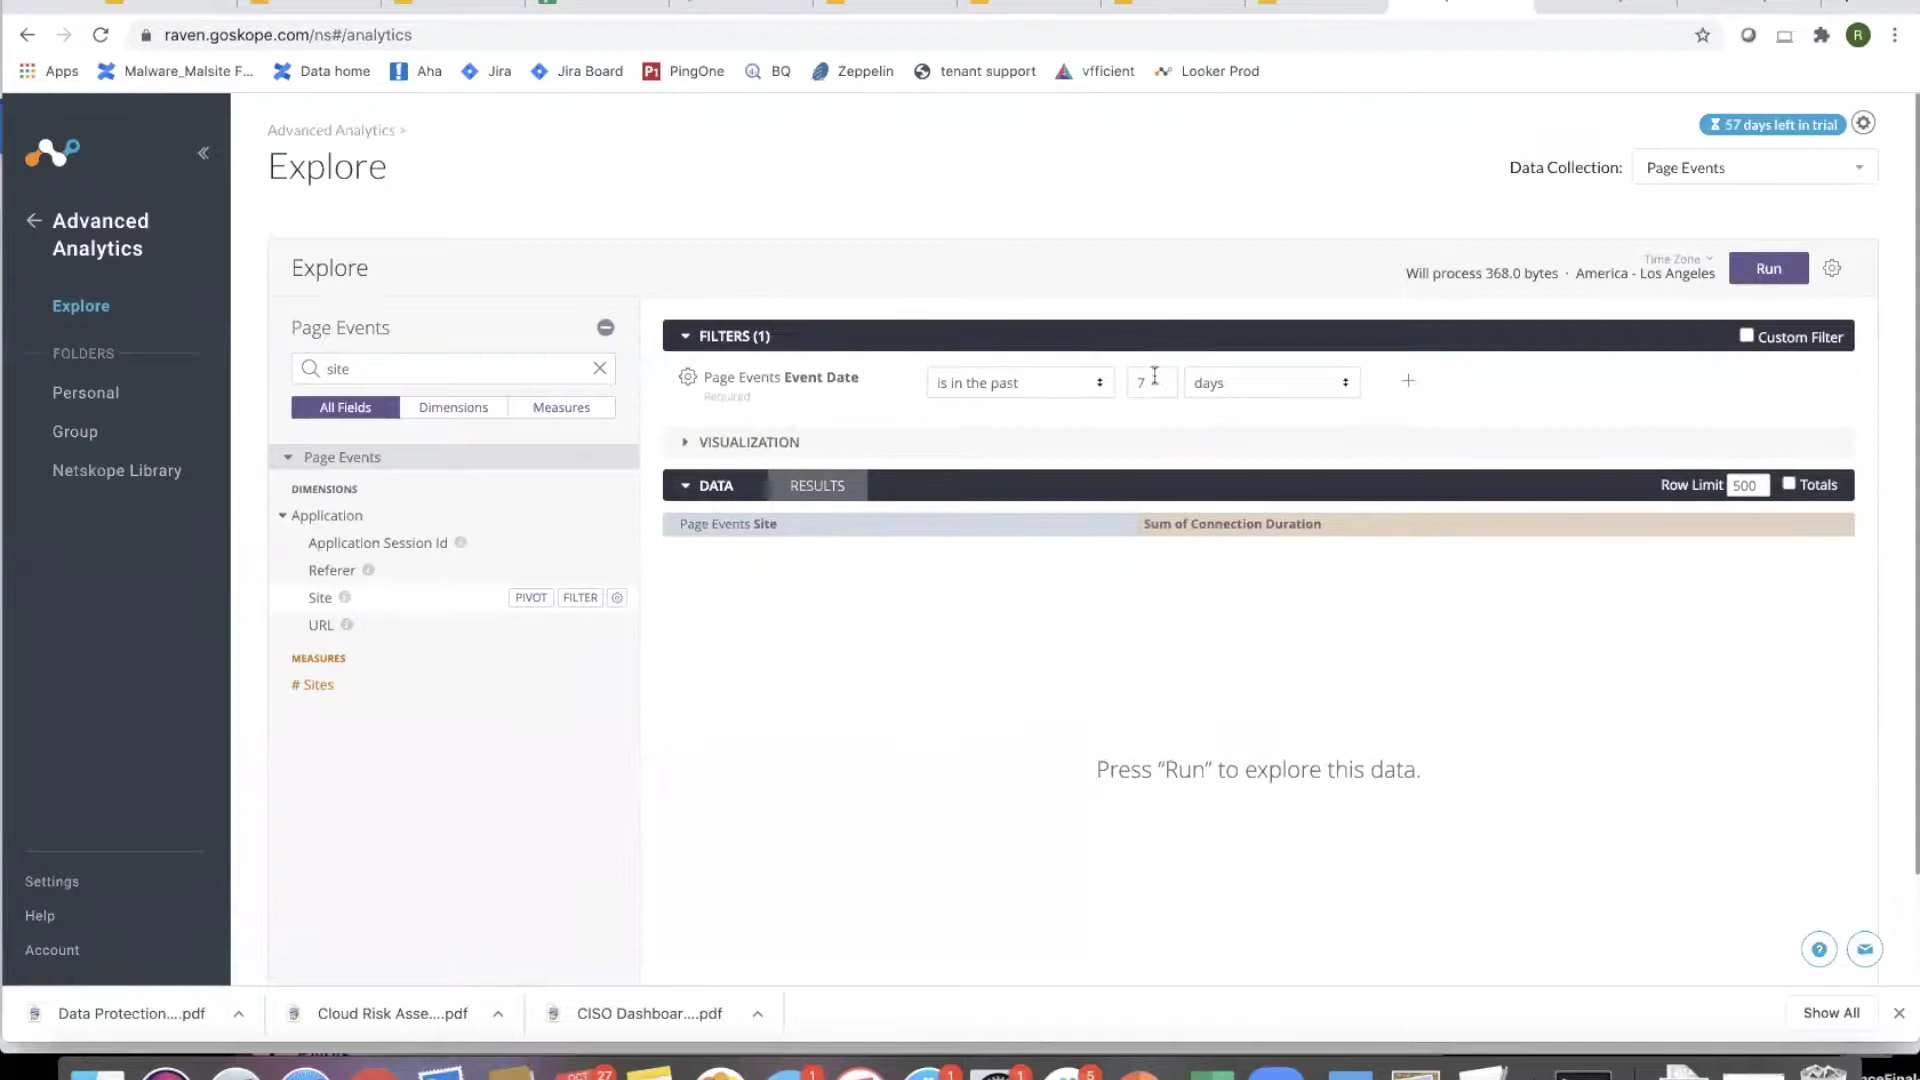 raven.goskope.com/ns#/analytics
R
Apps
Malware_Malsite F...
Data home
Aha
Jira
Jira Board
PingOne
BQ
Zeppelin
tenant support
vfficient
Looker Prod
Advanced Analytics >
Explore
57 days left in trial
Data Collection:
Page Events
Advanced
Analytics
Explore
FOLDERS
Personal
Group
Netskope Library
Settings
Help
Account
Explore
Time Zone
Will process 368.0 bytes · America - Los Angeles
Run
Page Events
site
All Fields
Dimensions
Measures
Page Events
DIMENSIONS
Application
Application Session Id
Referer
Site
PIVOT
FILTER
URL
MEASURES
# Sites
FILTERS (1)
Custom Filter
Page Events Event Date
Required
is in the past
7
days
VISUALIZATION
DATA
RESULTS
Row Limit 500
Totals
Page Events Site
Sum of Connection Duration
Press “Run” to explore this data.
Data Protection....pdf
Cloud Risk Asse....pdf
CISO Dashboar....pdf
Show All
OCT 27
1
1
1
5